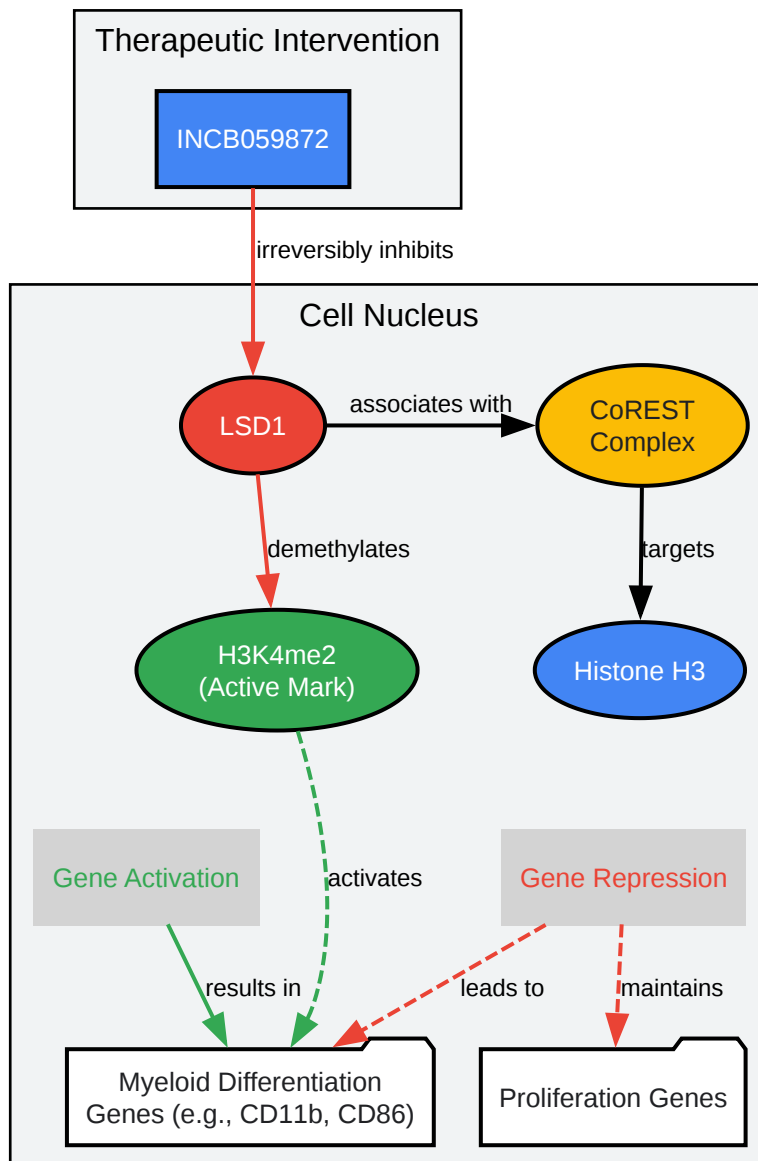 Therapeutic Intervention
INCB059872
irreversibly inhibits
Cell Nucleus
LSD1
associates with
CoREST
Complex
demethylates
targets
H3K4me2
(Active Mark)
Histone H3
Gene Activation
activates
Gene Repression
results in
leads to
maintains
Myeloid Differentiation
Genes (e.g., CD11b, CD86)
Proliferation Genes